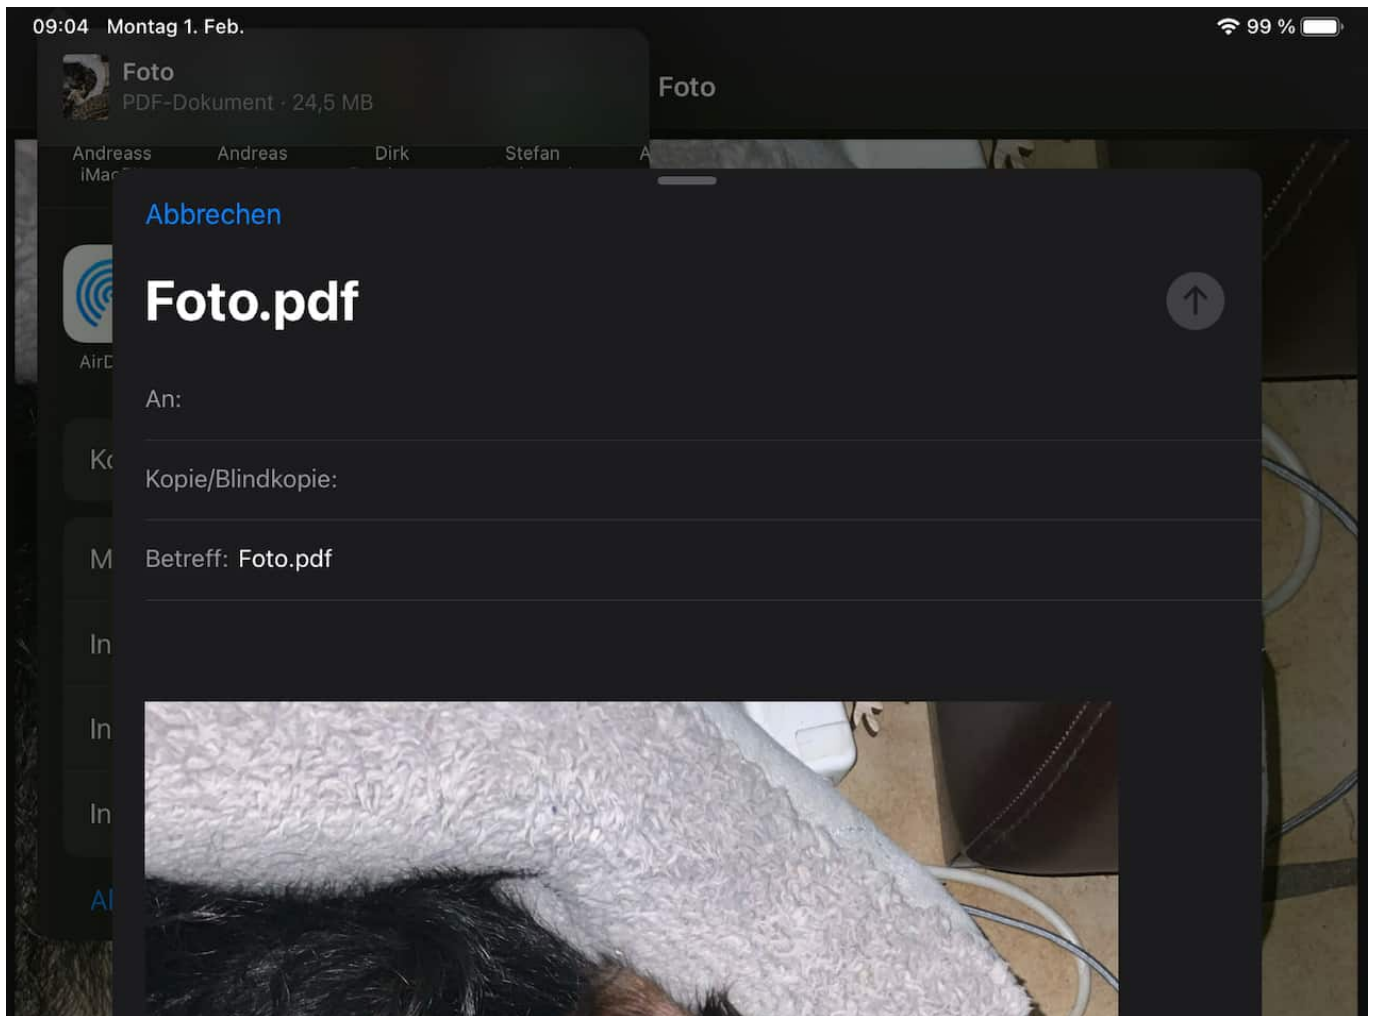 09:04 Montag 1. Feb.
99 %
Foto
PDF-Dokument · 24,5 MB
Foto
Andreass
Andreas
Dirk
Stefan
Abbrechen
Foto.pdf
An:
Kopie/Blindkopie:
Betreff: Foto.pdf